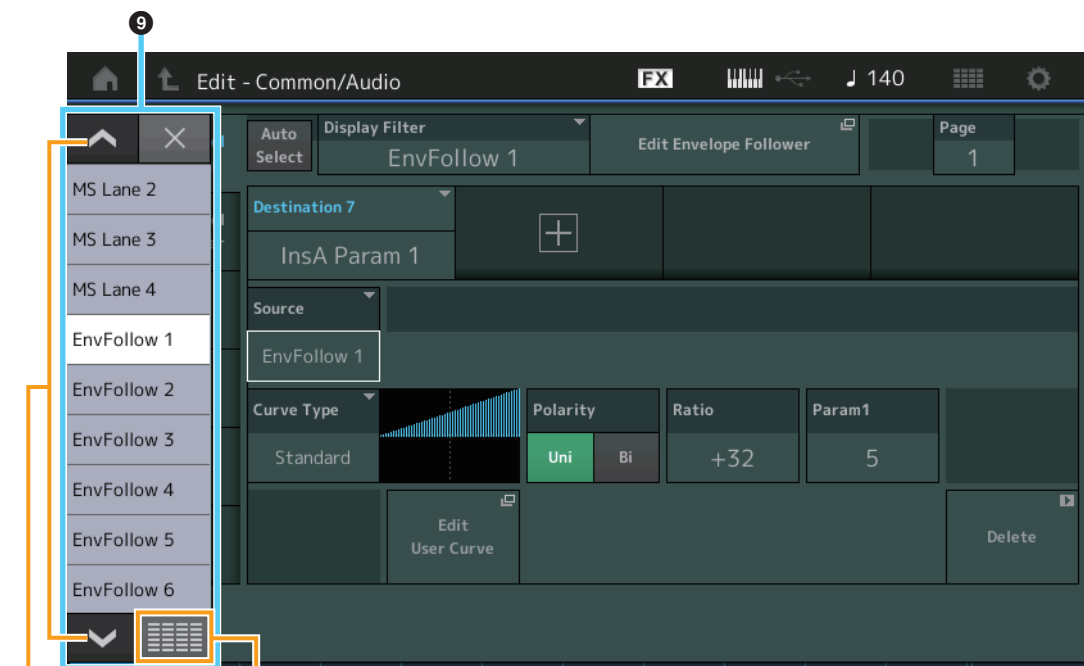 9
Edit - Common/Audio
FX
140
Auto
Select
Display Filter
EnvFollow 1
Edit Envelope Follower
Page
1
MS Lane 2
MS Lane 3
MS Lane 4
EnvFollow 1
EnvFollow 2
EnvFollow 3
EnvFollow 4
EnvFollow 5
EnvFollow 6
Destination 7
InsA Param 1
Source
EnvFollow 1
Curve Type
Standard
Polarity
Uni
Bi
Ratio
+32
Param1
5
Edit
User Curve
Delete